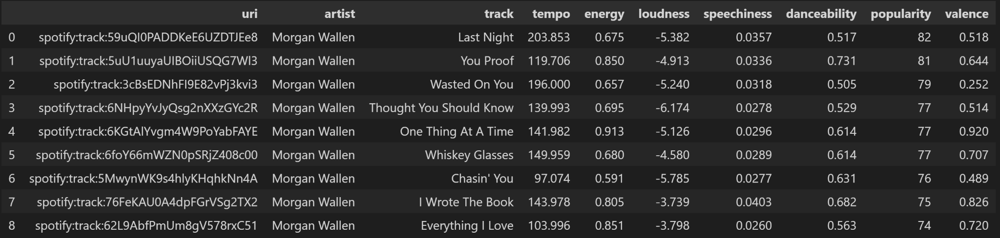 uri artist track tempo energy loudness speechiness danceability popularity valence
0 spotify:track:59uQI0PADDKeE6UZDTJEe8 Morgan Wallen Last Night 203.853 0.675 -5.382 0.0357 0.517 82 0.518
1 spotify:track:5uU1uuyaUIBOiiUSQG7Wl3 Morgan Wallen You Proof 119.706 0.850 -4.913 0.0336 0.731 81 0.644
2 spotify:track:3cBsEDNhFI9E82vPj3kvi3 Morgan Wallen Wasted On You 196.000 0.657 -5.240 0.0318 0.505 79 0.252
3 spotify:track:6NHpyYvJyQsg2nXXzGYc2R Morgan Wallen Thought You Should Know 139.993 0.695 -6.174 0.0278 0.529 77 0.514
4 spotify:track:6KGtAlYvgm4W9PoYabFAYE Morgan Wallen One Thing At A Time 141.982 0.913 -5.126 0.0296 0.614 77 0.920
5 spotify:track:6foY66mWZN0pSRjZ408c00 Morgan Wallen Whiskey Glasses 149.959 0.680 -4.580 0.0289 0.614 77 0.707
6 spotify:track:5MwynWK9s4hlyKHqhkNn4A Morgan Wallen Chasin' You 97.074 0.591 -5.785 0.0277 0.631 76 0.489
7 spotify:track:76FeKAU0A4dpFGrVSg2TX2 Morgan Wallen I Wrote The Book 143.978 0.805 -3.739 0.0403 0.682 75 0.826
8 spotify:track:62L9AbfPmUm8gV578rxC51 Morgan Wallen Everything I Love 103.996 0.851 -3.798 0.0260 0.563 74 0.720